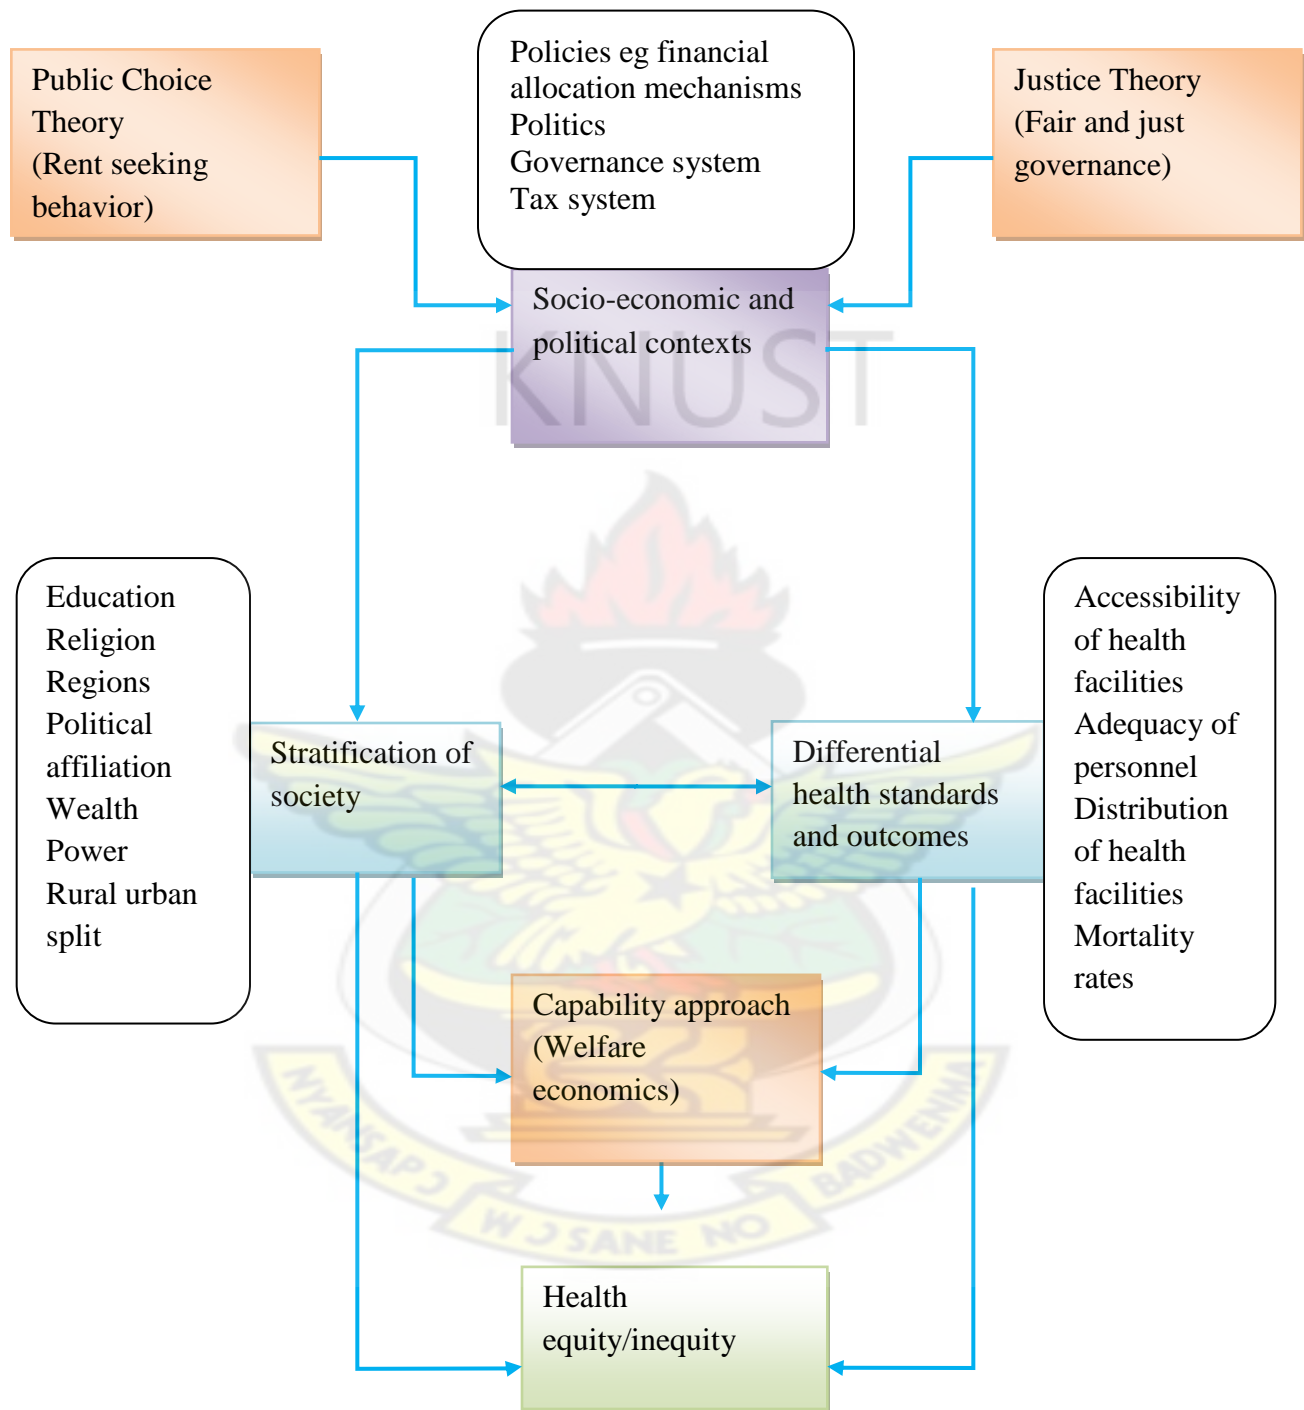 Public Choice
Theory
(Rent seeking
behavior)
Policies eg financial
allocation mechanisms
Politics
Governance system
Tax system
Justice Theory
(Fair and just
governance)
Socio-economic and
political contexts
KNUST
Education
Religion
Regions
Political
affiliation
Wealth
Power
Rural urban
split
Stratification of
society
Differential
health standards
and outcomes
Accessibility
of health
facilities
Adequacy of
personnel
Distribution
of health
facilities
Mortality
rates
Capability approach
(Welfare
economics)
NYANSAPƆ
WƆSANE NO
BADWENMA
Health
equity/inequity